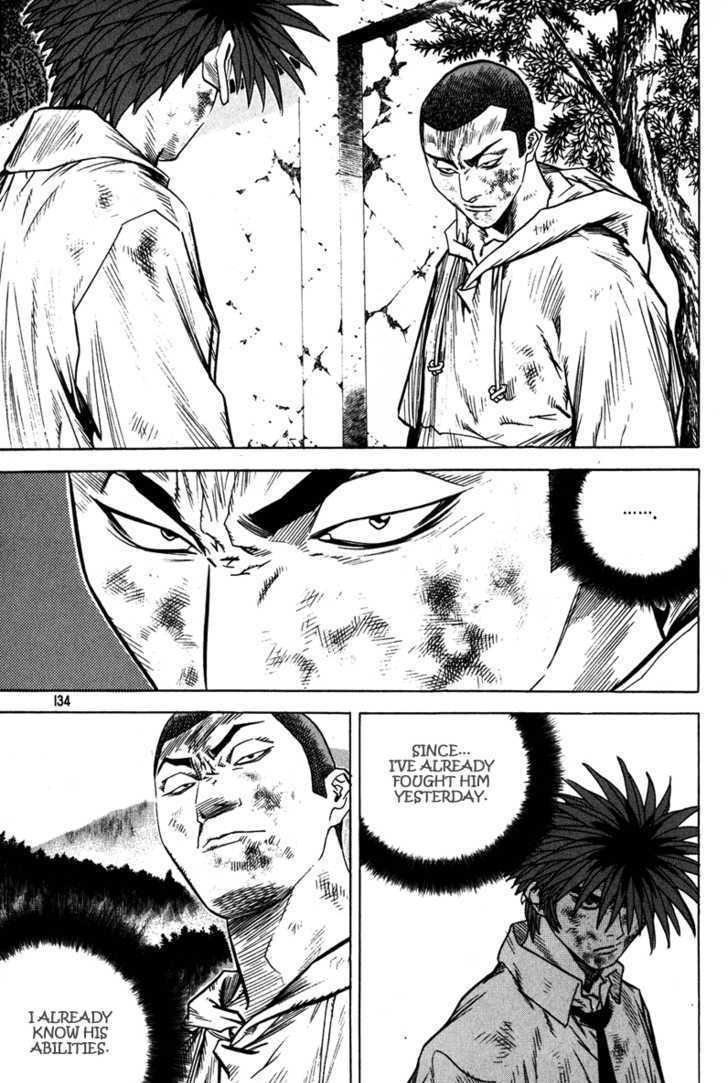 .......
134
SINCE...
I'VE ALREADY
FOUGHT HIM
YESTERDAY.
I ALREADY
KNOW HIS
ABILITIES.